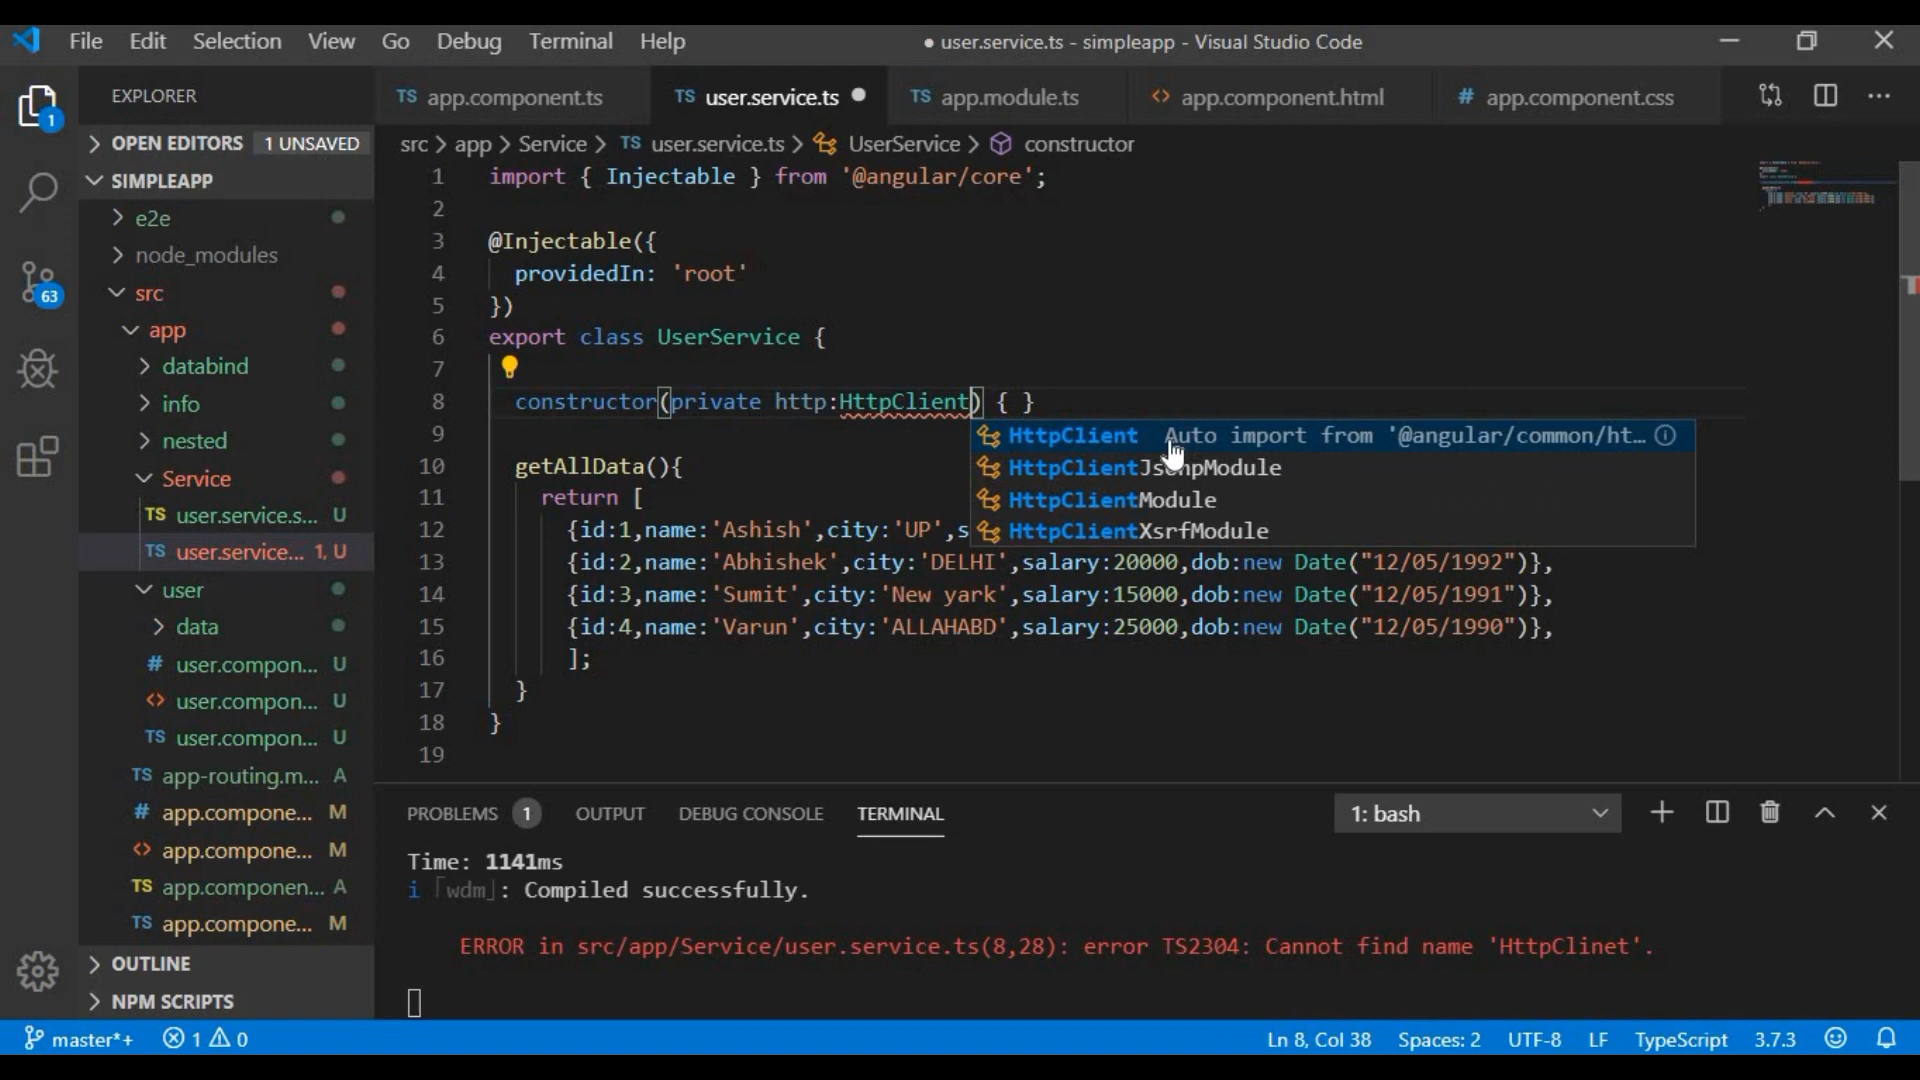 File Edit Selection View Go Debug Terminal Help
● user.service.ts - simpleapp - Visual Studio Code
EXPLORER
OPEN EDITORS 1 UNSAVED
SIMPLEAPP
e2e
node_modules
src
app
databind
info
nested
Service
TS user.service.s... U
TS user.service... 1, U
user
data
# user.compon... U
<> user.compon... U
TS user.compon... U
TS app-routing.m... A
# app.compone... M
<> app.compone... M
TS app.componen... A
TS app.compone... M
OUTLINE
NPM SCRIPTS
1
63
TS app.component.ts TS user.service.ts ● TS app.module.ts <> app.component.html # app.component.css
src > app > Service > TS user.service.ts > UserService > constructor
1 import { Injectable } from '@angular/core';
2
3 @Injectable({
4 providedIn: 'root'
5 })
6 export class UserService {
7
8 constructor(private http:HttpClient) { }
9
10 getAllData(){
11 return [
12 {id:1,name:'Ashish',city:'UP',s
13 {id:2,name:'Abhishek',city:'DELHI',salary:20000,dob:new Date("12/05/1992")},
14 {id:3,name:'Sumit',city:'New yark',salary:15000,dob:new Date("12/05/1991")},
15 {id:4,name:'Varun',city:'ALLAHABD',salary:25000,dob:new Date("12/05/1990")},
16 ];
17 }
18 }
19
HttpClient Auto import from '@angular/common/ht...
HttpClientJsonpModule
HttpClientModule
HttpClientXsrfModule
PROBLEMS 1 OUTPUT DEBUG CONSOLE TERMINAL 1: bash
Time: 1141ms
i ｢wdm｣: Compiled successfully.
ERROR in src/app/Service/user.service.ts(8,28): error TS2304: Cannot find name 'HttpClinet'.
master*+ 1 0 Ln 8, Col 38 Spaces: 2 UTF-8 LF TypeScript 3.7.3